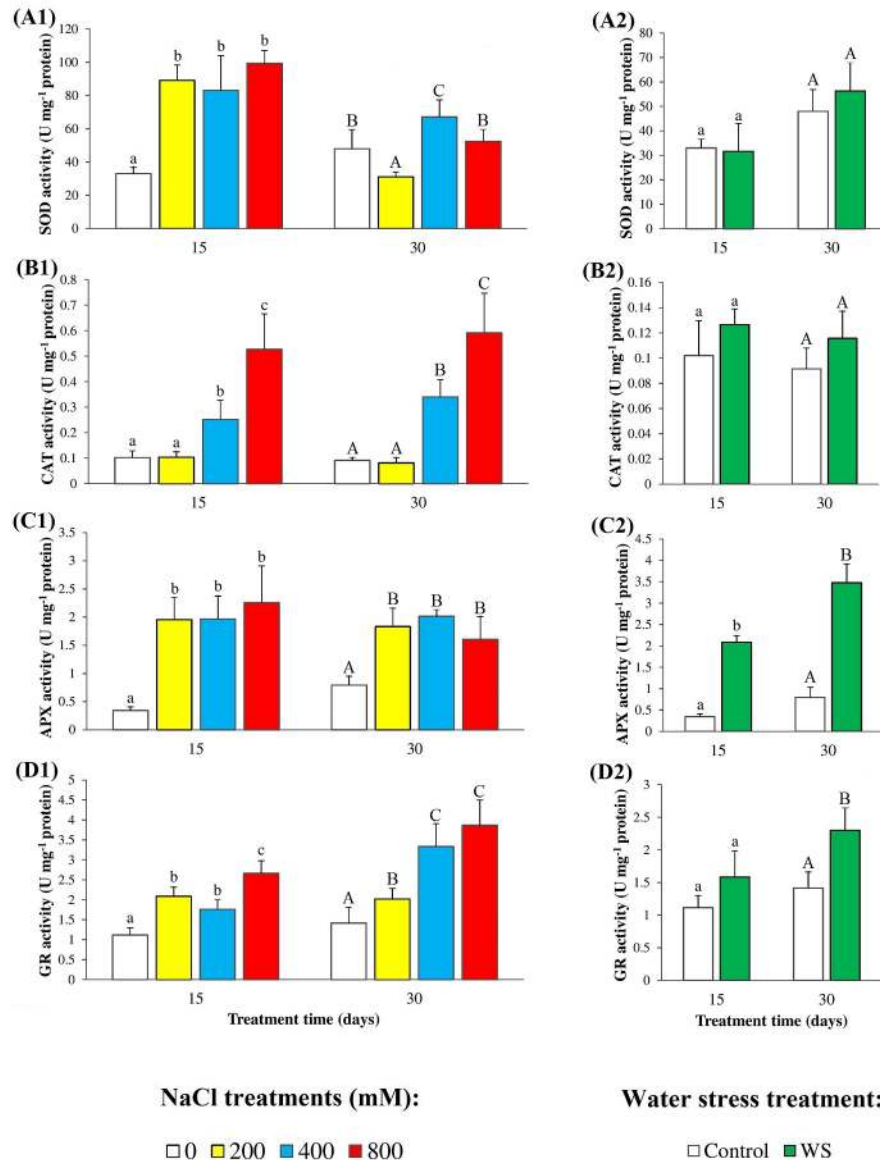 (A1)
SOD activity (U mg-1 protein)
120
100
80
60
40
20
0
a
b
b
b
B
A
C
B
15
30
(A2)
SOD activity (U mg-1 protein)
80
70
60
50
40
30
20
10
0
a
a
A
A
15
30
(B1)
CAT activity (U mg-1 protein)
0.8
0.7
0.6
0.5
0.4
0.3
0.2
0.1
0
a
a
b
c
A
A
B
C
15
30
(B2)
CAT activity (U mg-1 protein)
0.16
0.14
0.12
0.1
0.08
0.06
0.04
0.02
0
a
a
A
A
15
30
(C1)
APX activity (U mg-1 protein)
3.5
3
2.5
2
1.5
1
0.5
0
a
b
b
b
A
B
B
B
15
30
(C2)
APX activity (U mg-1 protein)
4.5
4
3.5
3
2.5
2
1.5
1
0.5
0
a
b
A
B
15
30
(D1)
GR activity (U mg-1 protein)
5
4.5
4
3.5
3
2.5
2
1.5
1
0.5
0
a
b
b
c
A
B
C
C
15
30
Treatment time (days)
(D2)
GR activity (U mg-1 protein)
3
2.5
2
1.5
1
0.5
0
a
a
A
B
15
30
Treatment time (days)
NaCl treatments (mM):
0 200 400 800
Water stress treatment:
Control WS